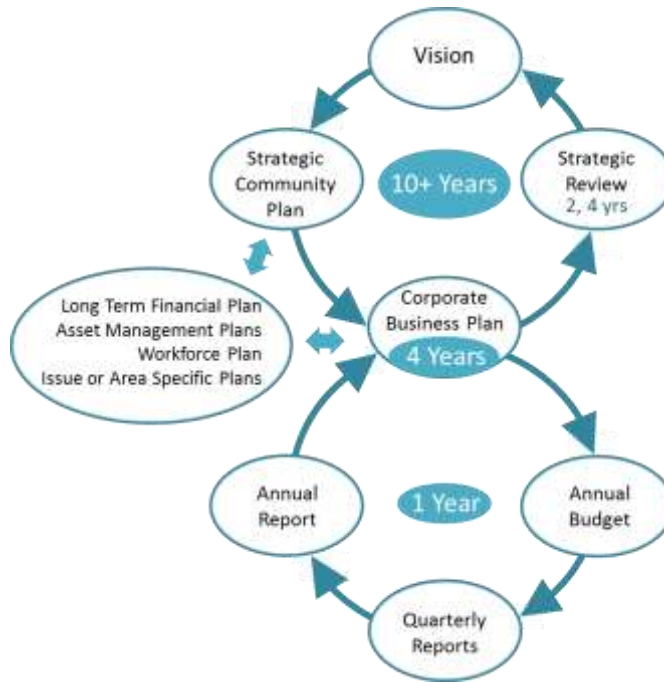 Vision
Strategic
Community
Plan
10+ Years
Strategic
Review
2, 4 yrs
Long Term Financial Plan
Asset Management Plans
Workforce Plan
Issue or Area Specific Plans
Corporate
Business Plan
4 Years
Annual
Report
1 Year
Annual
Budget
Quarterly
Reports